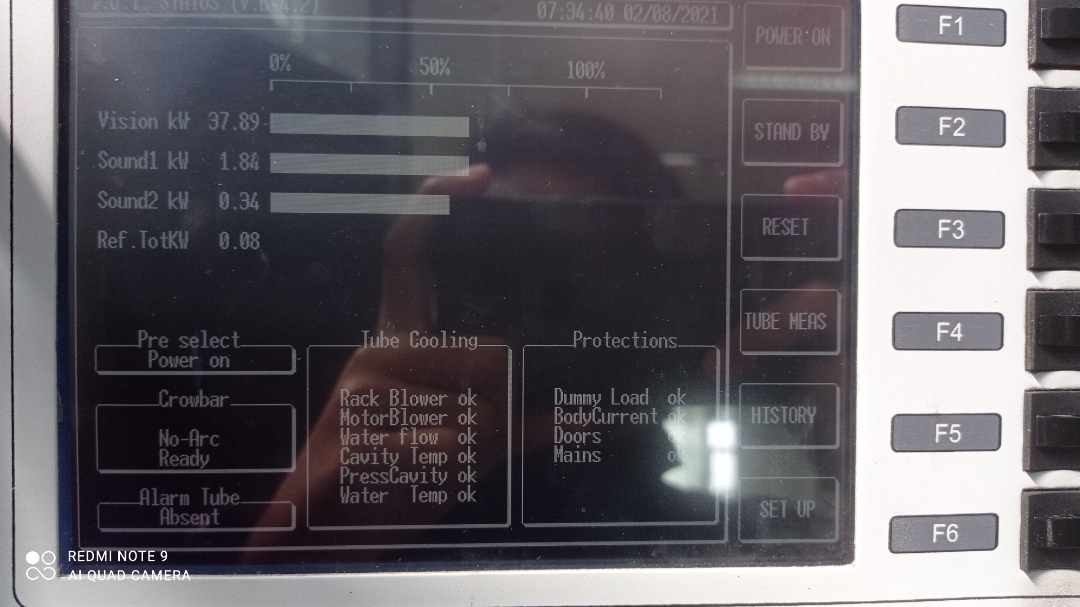 STATUS
07:34:40 02/08/2021
POWER ON
F1
0% 50% 100%
Vision kW 37.89
STAND BY
F2
Sound1 kW 1.84
Sound2 kW 0.34
RESET
F3
Ref.TotKW 0.08
TUBE MEAS
F4
Pre select
Power on
Crowbar
No-Arc
Ready
Alarm Tube
Absent
Tube Cooling
Rack Blower ok
MotorBlower ok
Water flow ok
Cavity Temp ok
PressCavity ok
Water Temp ok
Protections
Dummy Load ok
BodyCurrent ok
Doors ok
Mains ok
HISTORY
F5
SET UP
F6
REDMI NOTE 9
AI QUAD CAMERA